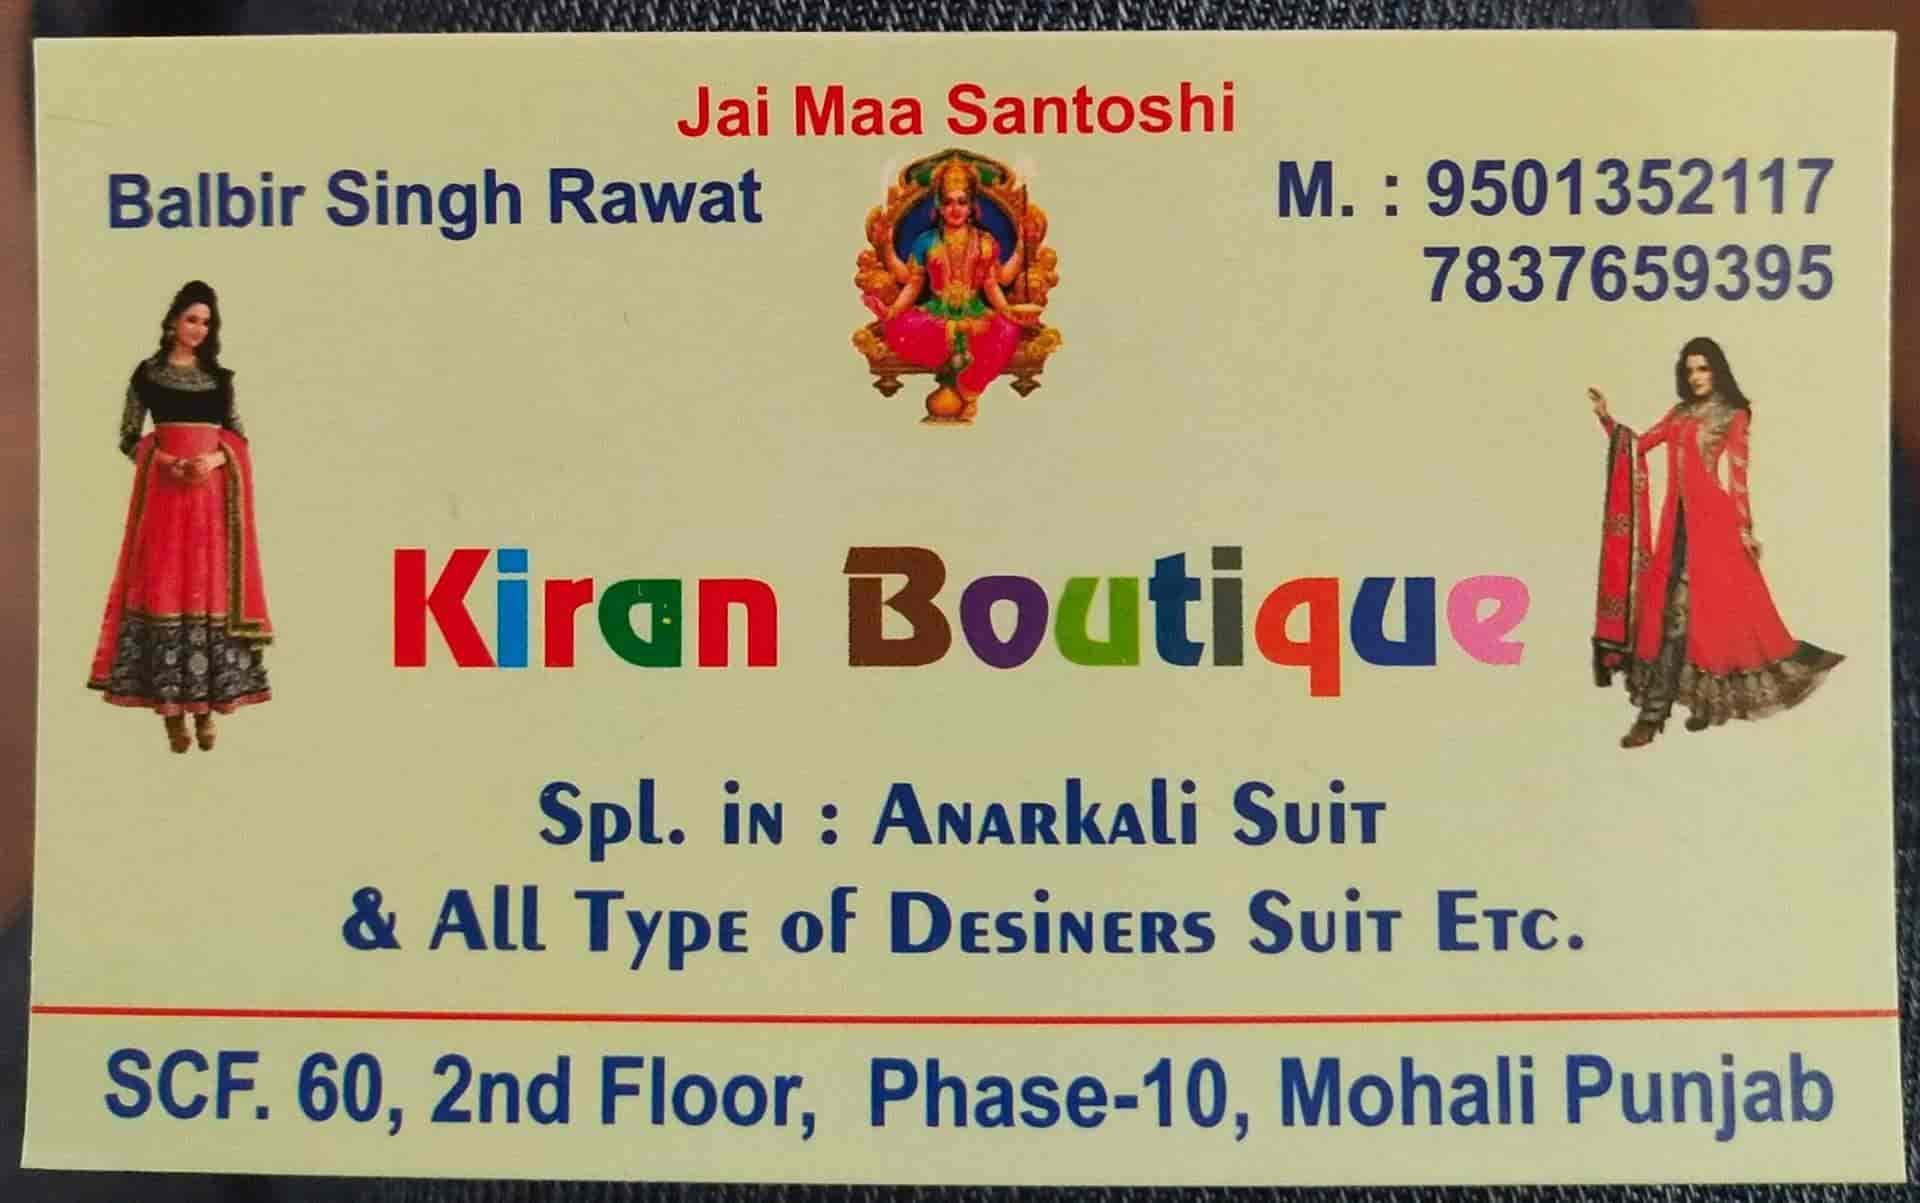 Jai Maa Santoshi
Balbir Singh Rawat
M. : 9501352117
7837659395
Kiran Boutique
Spl. in : Anarkali Suit
& All Type of Desiners Suit Etc.
SCF. 60, 2nd Floor, Phase-10, Mohali Punjab